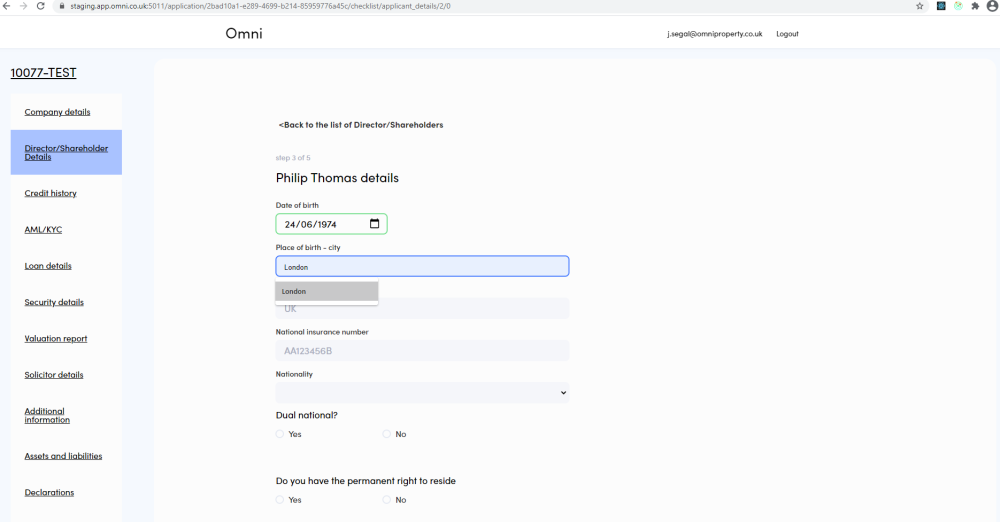 staging.app.omni.co.uk:5011/application/2bad10a1-e289-4699-b214-85959776a45c/checklist/applicant_details/2/0
Omni
j.segal@omniproperty.co.uk Logout
10077-TEST
Company details
Director/Shareholder
Details
Credit history
AML/KYC
Loan details
Security details
Valuation report
Solicitor details
Additional
information
Assets and liabilities
Declarations
<Back to the list of Director/Shareholders
step 3 of 5
Philip Thomas details
Date of birth
24/06/1974
Place of birth - city
London
London
UK
National insurance number
AA123456B
Nationality
Dual national?
Yes No
Do you have the permanent right to reside
Yes No